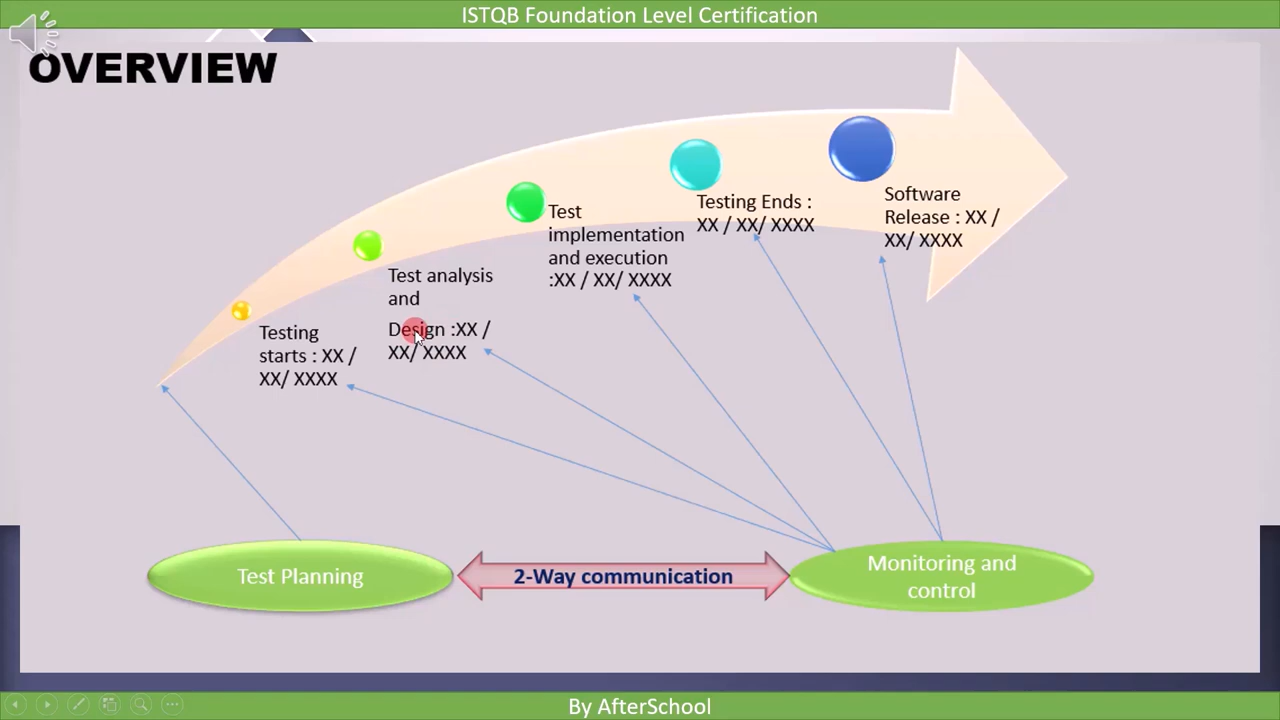 ISTQB Foundation Level Certification
OVERVIEW
Testing
starts : XX /
XX/ XXXX
Test analysis
and
Design :XX /
XX/ XXXX
Test
implementation
and execution
:XX / XX/ XXXX
Testing Ends :
XX / XX/ XXXX
Software
Release : XX /
XX/ XXXX
Test Planning
2-Way communication
Monitoring and
control
By AfterSchool